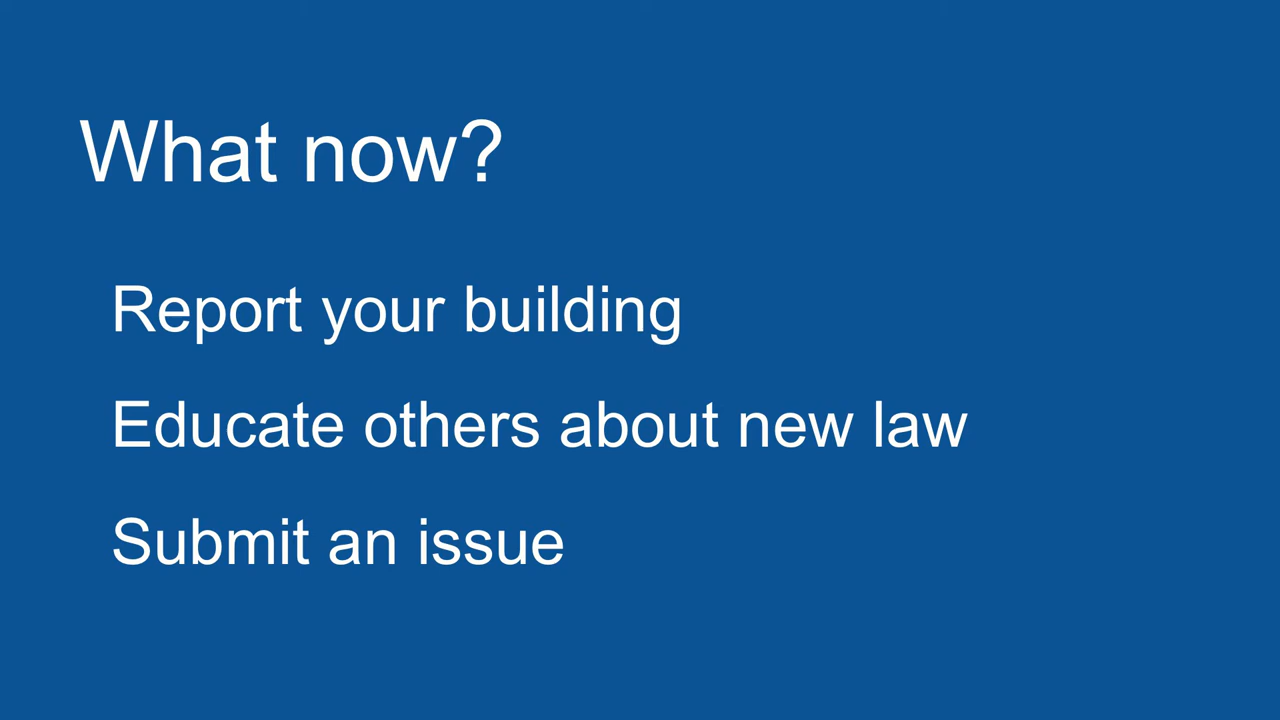 What now?
Report your building
Educate others about new law
Submit an issue